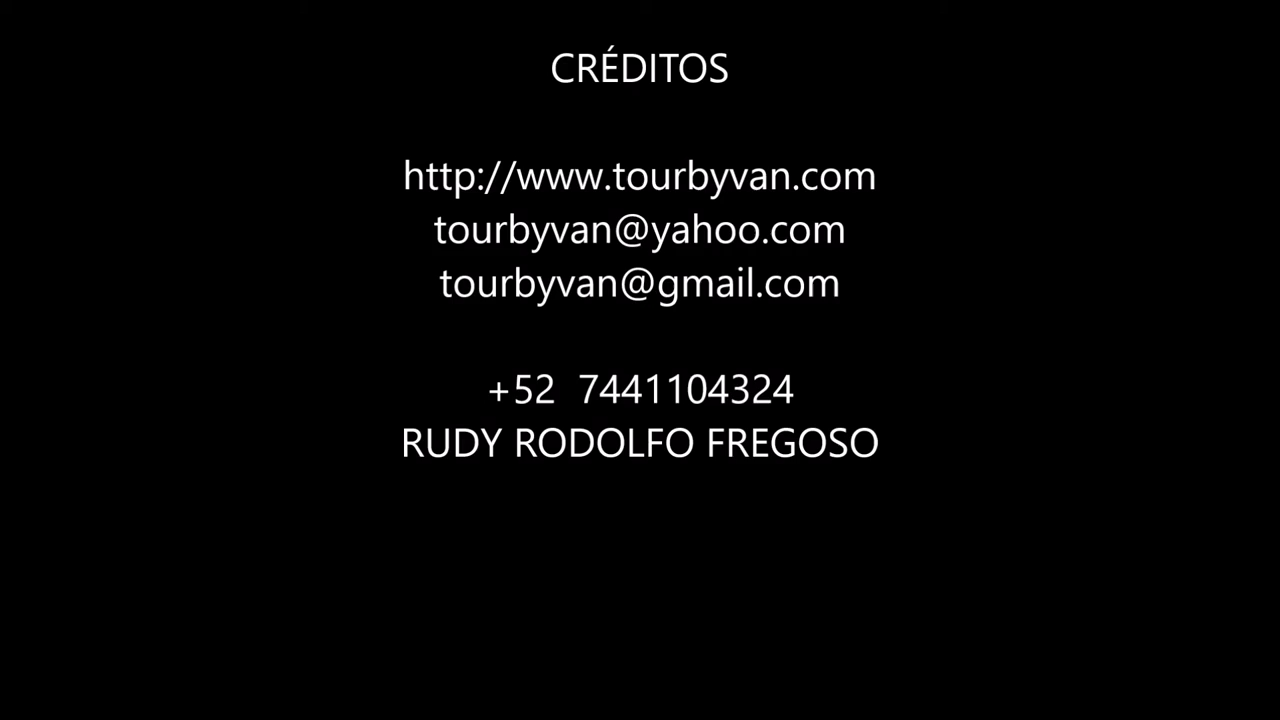 CRÉDITOS
http://www.tourbyvan.com
tourbyvan@yahoo.com
tourbyvan@gmail.com
+52  7441104324
RUDY RODOLFO FREGOSO